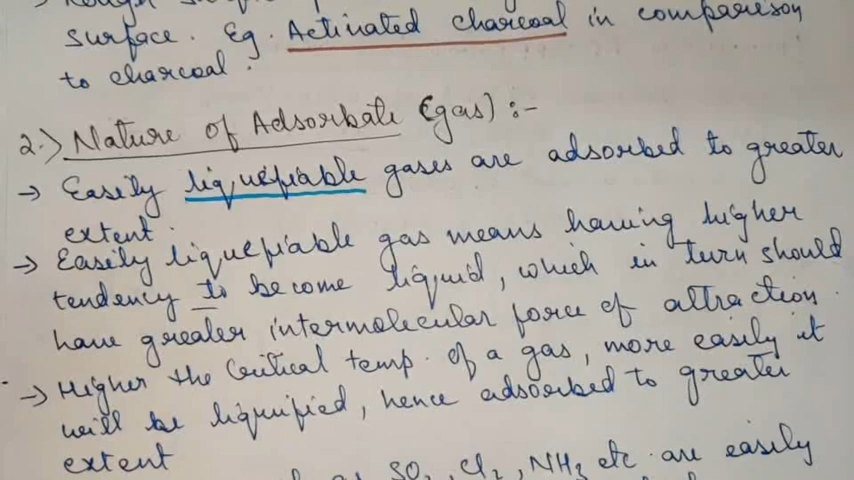 surface. Eg. Activated charcoal in comparison
to charcoal.
2.) Nature of Adsorbate (gas) :-
→ Easily liquefiable gases are adsorbed to greater
extent.
→ Easily liquefiable gas means having higher
tendency to become liquid, which in turn should
have greater intermolecular force of attraction.
→ Higher the Critical temp. of a gas, more easily it
will be liquified, hence adsorbed to greater
extent
SO2, Cl2, NH3 etc. are easily